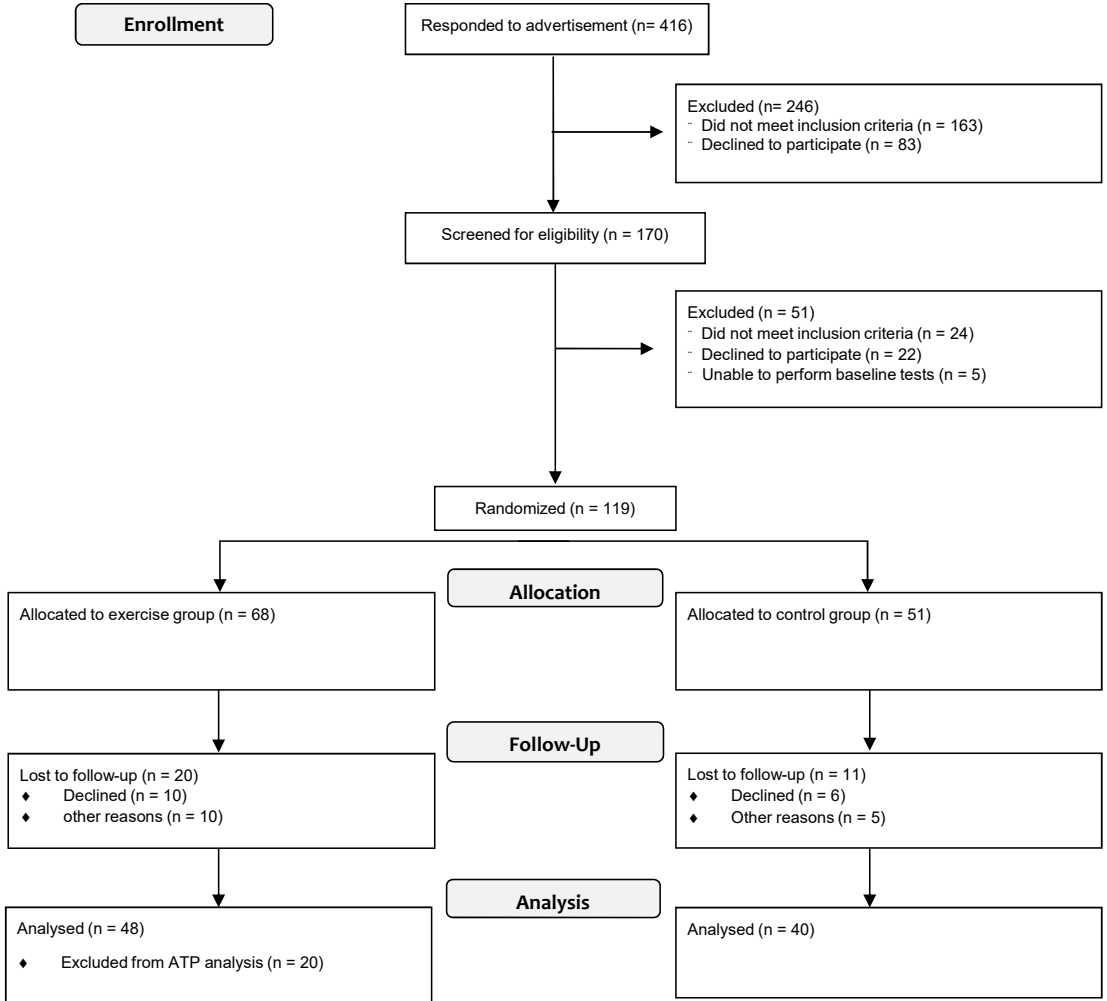 Enrollment
Responded to advertisement (n= 416)
Excluded (n= 246)
¨ Did not meet inclusion criteria (n = 163)
¨ Declined to participate (n = 83)
Screened for eligibility (n = 170)
Excluded (n = 51)
¨ Did not meet inclusion criteria (n = 24)
¨ Declined to participate (n = 22)
¨ Unable to perform baseline tests (n = 5)
Randomized (n = 119)
Allocation
Allocated to exercise group (n = 68)
Allocated to control group (n = 51)
Follow-Up
Lost to follow-up (n = 20)
♦ Declined (n = 10)
♦ other reasons (n = 10)
Lost to follow-up (n = 11)
♦ Declined (n = 6)
♦ Other reasons (n = 5)
Analysis
Analysed (n = 48)
♦ Excluded from ATP analysis (n = 20)
Analysed (n = 40)